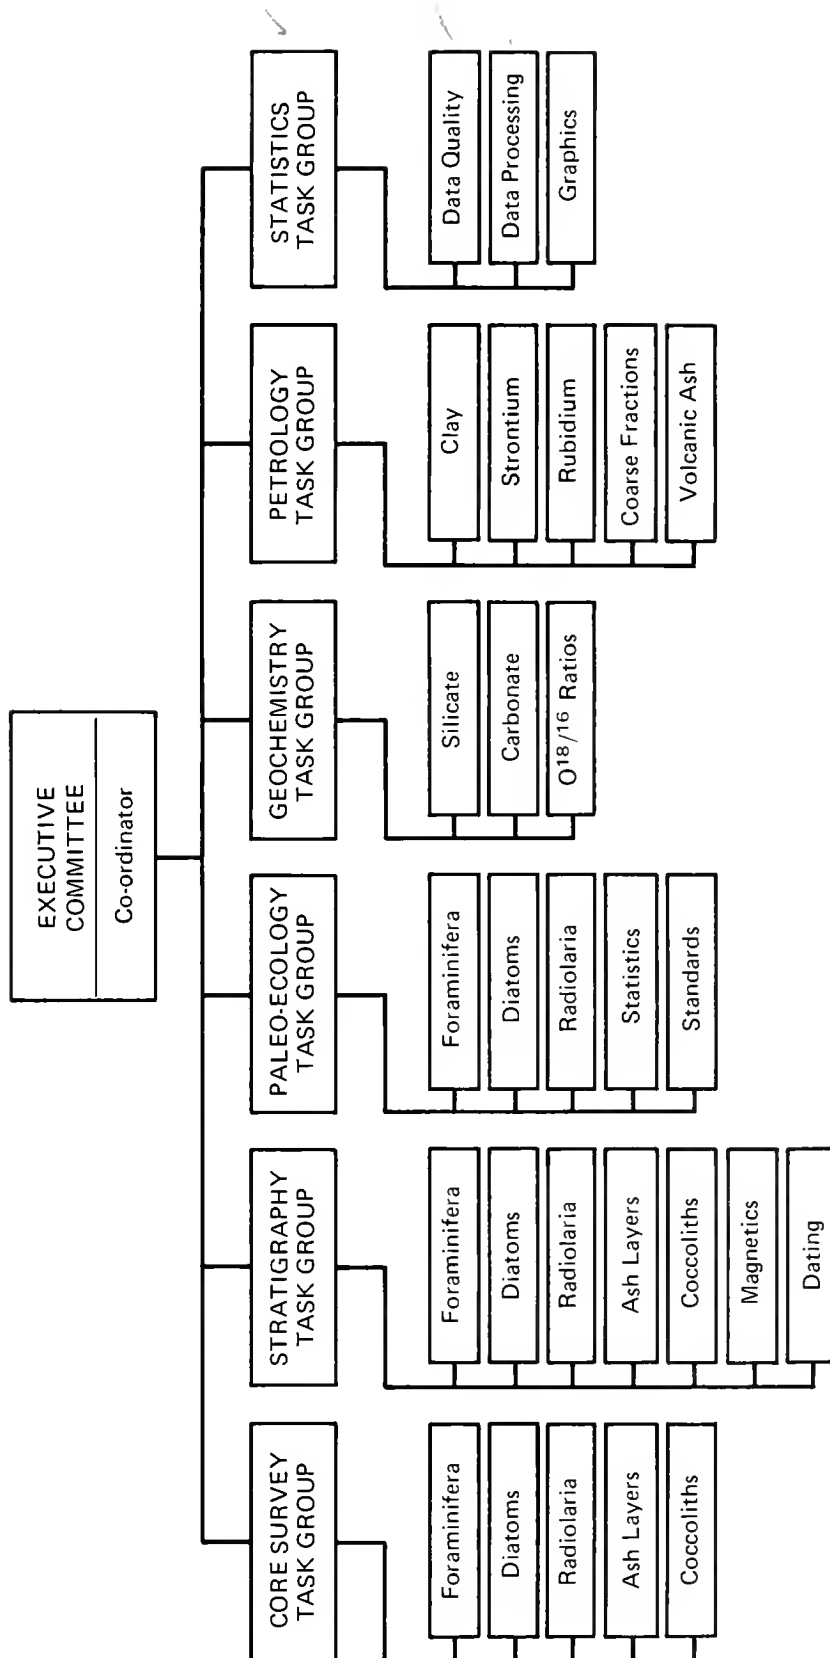 EXECUTIVE
COMMITTEE
Co-ordinator
CORE SURVEY
TASK GROUP
Foraminifera
Diatoms
Radiolaria
Ash Layers
Coccoliths
STRATIGRAPHY
TASK GROUP
Foraminifera
Diatoms
Radiolaria
Ash Layers
Coccoliths
Magnetics
Dating
PALEO-ECOLOGY
TASK GROUP
Foraminifera
Diatoms
Radiolaria
Statistics
Standards
GEOCHEMISTRY
TASK GROUP
Silicate
Carbonate
O18/16 Ratios
PETROLOGY
TASK GROUP
Clay
Strontium
Rubidium
Coarse Fractions
Volcanic Ash
STATISTICS
TASK GROUP
Data Quality
Data Processing
Graphics